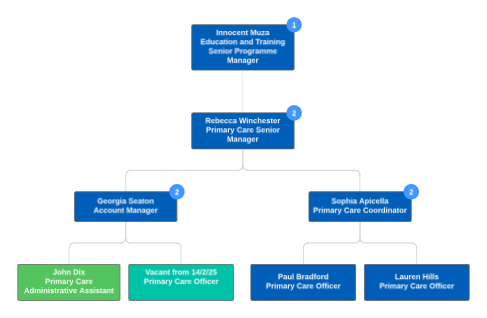 1
Innocent Muza
Education and Training
Senior Programme
Manager
2
Rebecca Winchester
Primary Care Senior
Manager
2
Georgia Seaton
Account Manager
2
Sophia Apicella
Primary Care Coordinator
John Dix
Primary Care
Administrative Assistant
Vacant from 14/2/25
Primary Care Officer
Paul Bradford
Primary Care Officer
Lauren Hills
Primary Care Officer